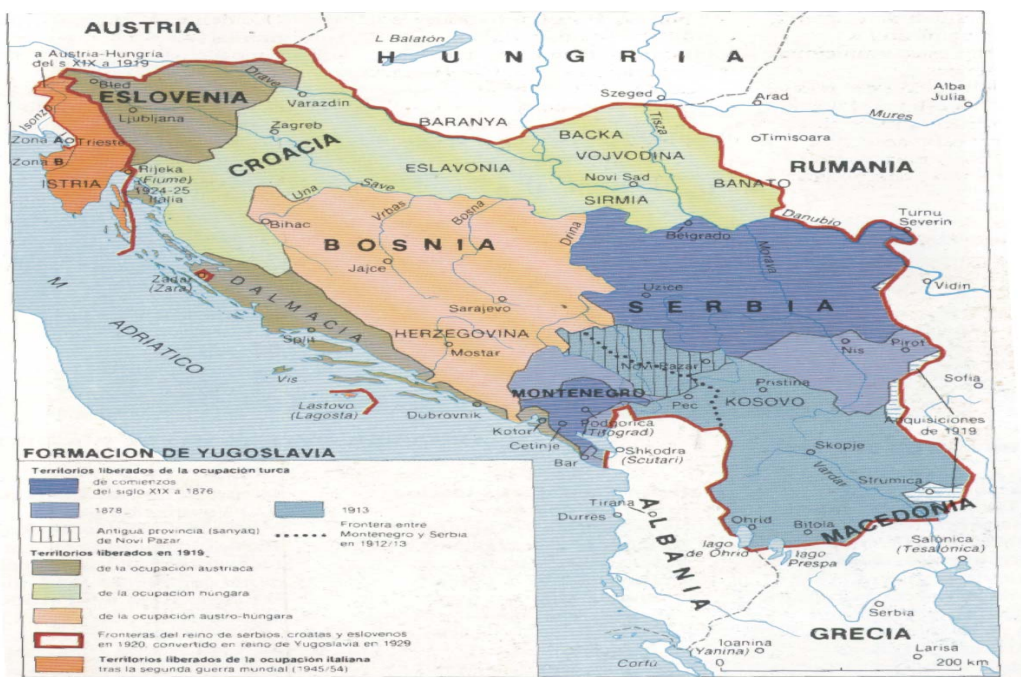 AUSTRIA
a Austria-Hungria
del s XIX a 1919
L. Balatón
HUNGRIA
Bled
Drave
ESLOVENIA
Ljubljana
Varazdin
Isonzo
Zona A
Trieste
Zona B
ISTRIA
Rijeka
(Fiume)
1924-25
Italia
Zagreb
CROACIA
BARANYA
ESLAVONIA
Szeged
Tisza
Arad
Alba
Julia
Mures
BACKA
VOJVODINA
Timisoara
Novi Sad
BANATO
SIRMIA
RUMANIA
Una
Save
Vrbas
Bosna
Drina
Bihac
BOSNIA
Jajce
Belgrado
Danubio
Turnu
Severin
Morava
Zadar
(Zara)
DALMACIA
Sarajevo
Uzice
SERBIA
Vidin
M
ADRIATICO
Split
HERZEGOVINA
Mostar
Nis
Pirot
Novi Pazar
Sofia
Vis
Lastovo
(Lagosta)
Dubrovnik
MONTENEGRO
Pec
Pristina
KOSOVO
Adquisiciones
de 1919
Kotor
Cetinje
Podgorica
(Titograd)
Bar
Shkodra
(Scutari)
Skopje
Vardar
Strumica
Tirana
Durres
ALBANIA
Ohrid
Bitola
MACEDONIA
lago
de Ohrid
lago
Prespa
Salónica
(Tesalónica)
Serbia
GRECIA
Ioanina
(Yanina)
Larisa
Corfú
0 200 km
FORMACION DE YUGOSLAVIA
Territorios liberados de la ocupación turca
de comienzos
del siglo XIX a 1876
1878
1913
Antigua provincia (sanyaq)
de Novi Pazar
Frontera entre
Montenegro y Serbia
en 1912/13
Territorios liberados en 1919
de la ocupación austríaca
de la ocupación húngara
de la ocupación austro-húngara
Fronteras del reino de serbios, croatas y eslovenos
en 1920, convertido en reino de Yugoslavia en 1929
Territorios liberados de la ocupación italiana
tras la segunda guerra mundial (1945/54)